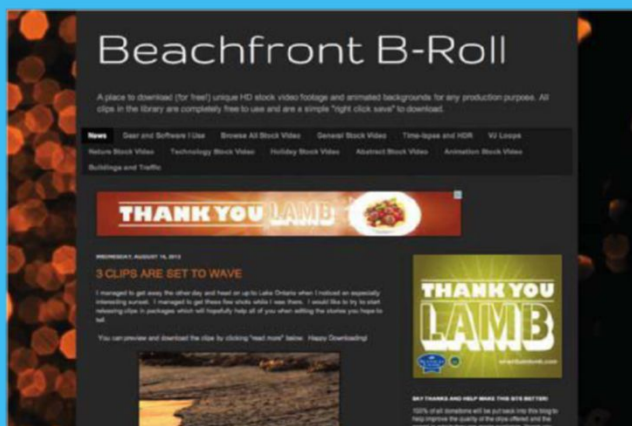 Beachfront B-Roll
A place to download (for free!) unique HD stock video footage and animated backgrounds for any production purpose. All
clips in the library are completely free to use and are a simple "right click save" to download.
News Gear and Software I Use Browse All Stock Video General Stock Video Time-lapse and HDR VJ Loops
Nature Stock Video Technology Stock Video Holiday Stock Video Abstract Stock Video Animation Stock Video
Buildings and Traffic
THANK YOU LAMB
WEDNESDAY, AUGUST 2012
3 CLIPS ARE SET TO WAVE
I managed to get away the other day and head on up to Lake Ontario when I noticed an especially
interesting sunset. I managed to get these few shots while I was there. I would like to try to start
releasing clips in packages which will hopefully help all of you when editing the stories you hope to
tell.
You can preview and download the clips by clicking "read more" below. Happy Downloading!
THANK YOU
LAMB
SAY THANKS AND HELP MAKE THIS SITE BETTER!
100% of all donations will be put back into this blog to
help improve the quality of the clips offered and the